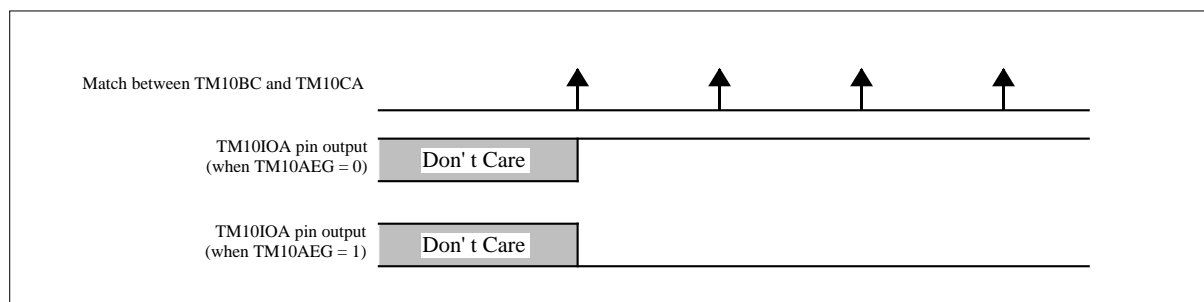 Match between TM10BC and TM10CA
TM10IOA pin output
(when TM10AEG = 0)
Don' t Care
TM10IOA pin output
(when TM10AEG = 1)
Don' t Care